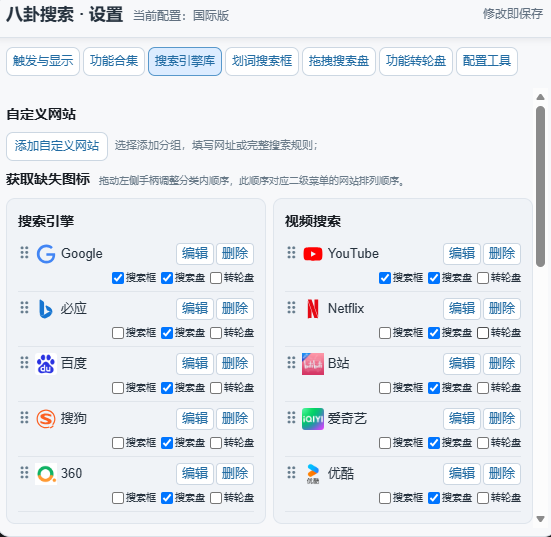 八卦搜索 · 设置 当前配置：国际版 修改即保存
触发与显示 功能合集 搜索引擎库 划词搜索框 拖拽搜索盘 功能转轮盘 配置工具
自定义网站
添加自定义网站 选择添加分组，填写网址或完整搜索规则；
获取缺失图标 拖动左侧手柄调整分类内顺序，此顺序对应二级菜单的网站排列顺序。
搜索引擎
Google 编辑 删除
搜索框 搜索盘 转轮盘
必应 编辑 删除
搜索框 搜索盘 转轮盘
百度 编辑 删除
搜索框 搜索盘 转轮盘
搜狗 编辑 删除
搜索框 搜索盘 转轮盘
360 编辑 删除
搜索框 搜索盘 转轮盘
视频搜索
YouTube 编辑 删除
搜索框 搜索盘 转轮盘
Netflix 编辑 删除
搜索框 搜索盘 转轮盘
B站 编辑 删除
搜索框 搜索盘 转轮盘
iQIYI 爱奇艺 编辑 删除
搜索框 搜索盘 转轮盘
优酷 优酷 编辑 删除
搜索框 搜索盘 转轮盘